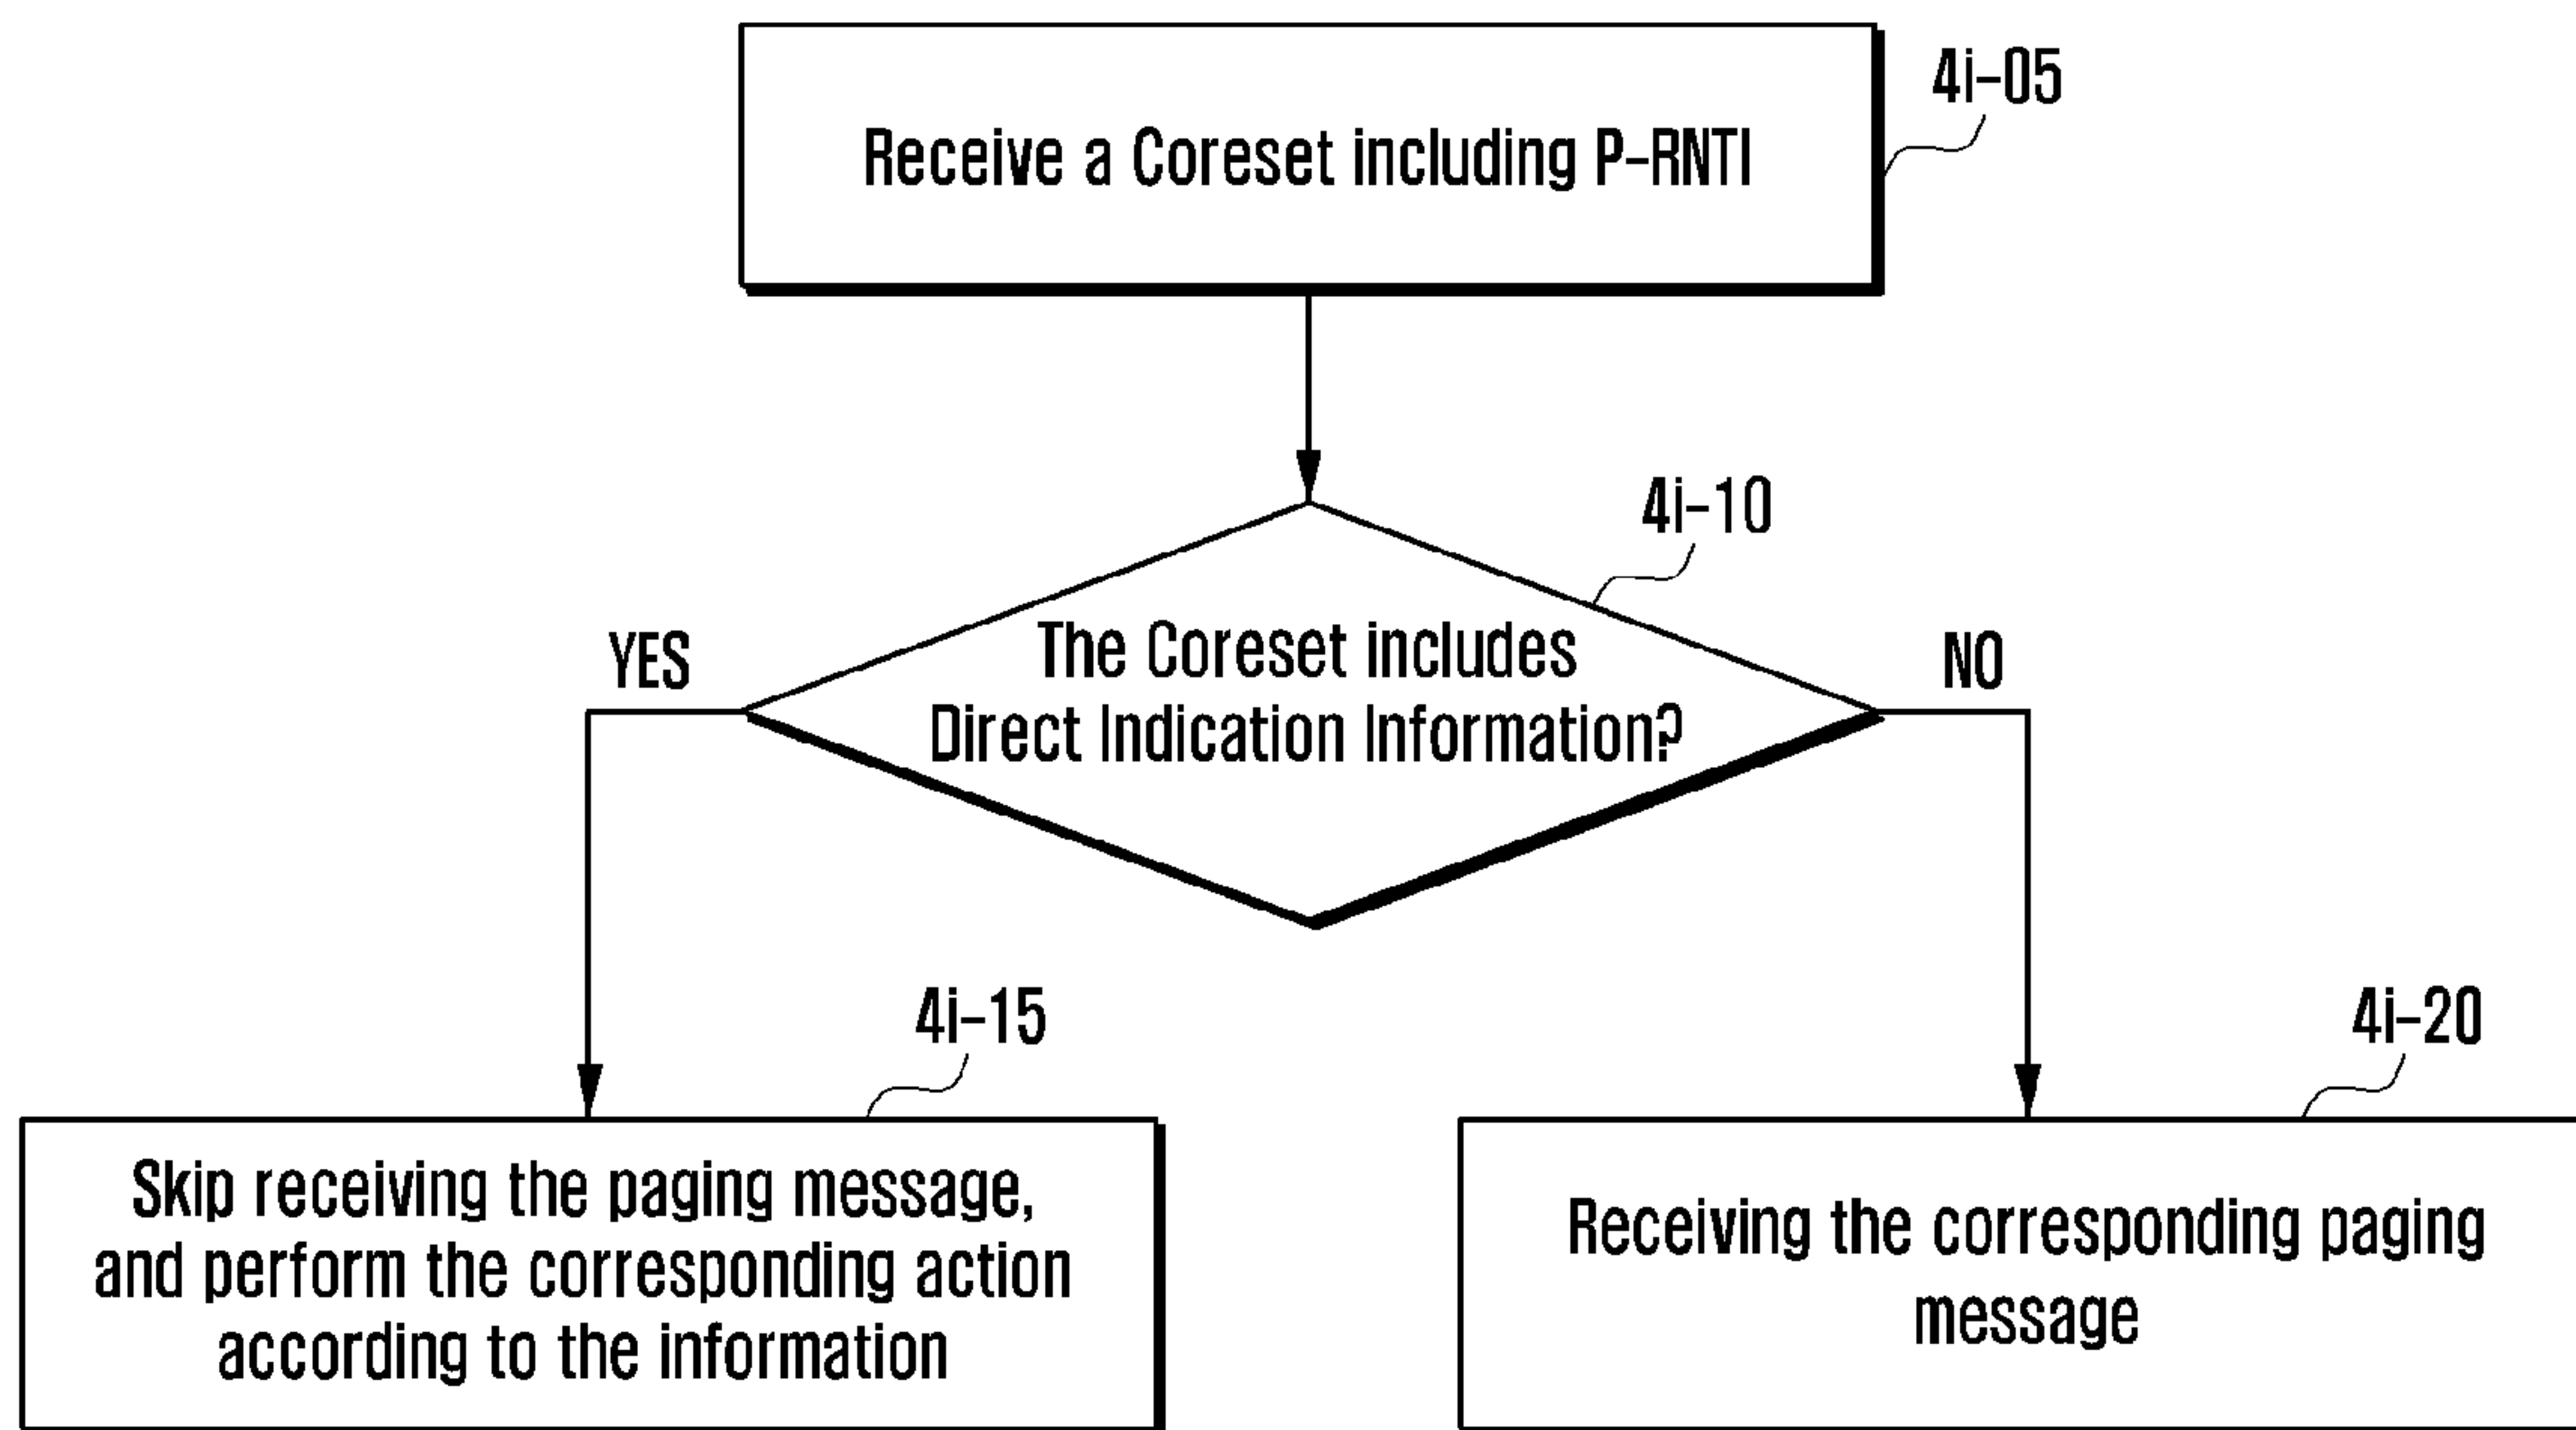 Receive a Coreset including P-RNTI
4i-05
4i-10
The Coreset includes
Direct Indication Information?
YES
NO
4i-15
Skip receiving the paging message,
and perform the corresponding action
according to the information
4i-20
Receiving the corresponding paging
message